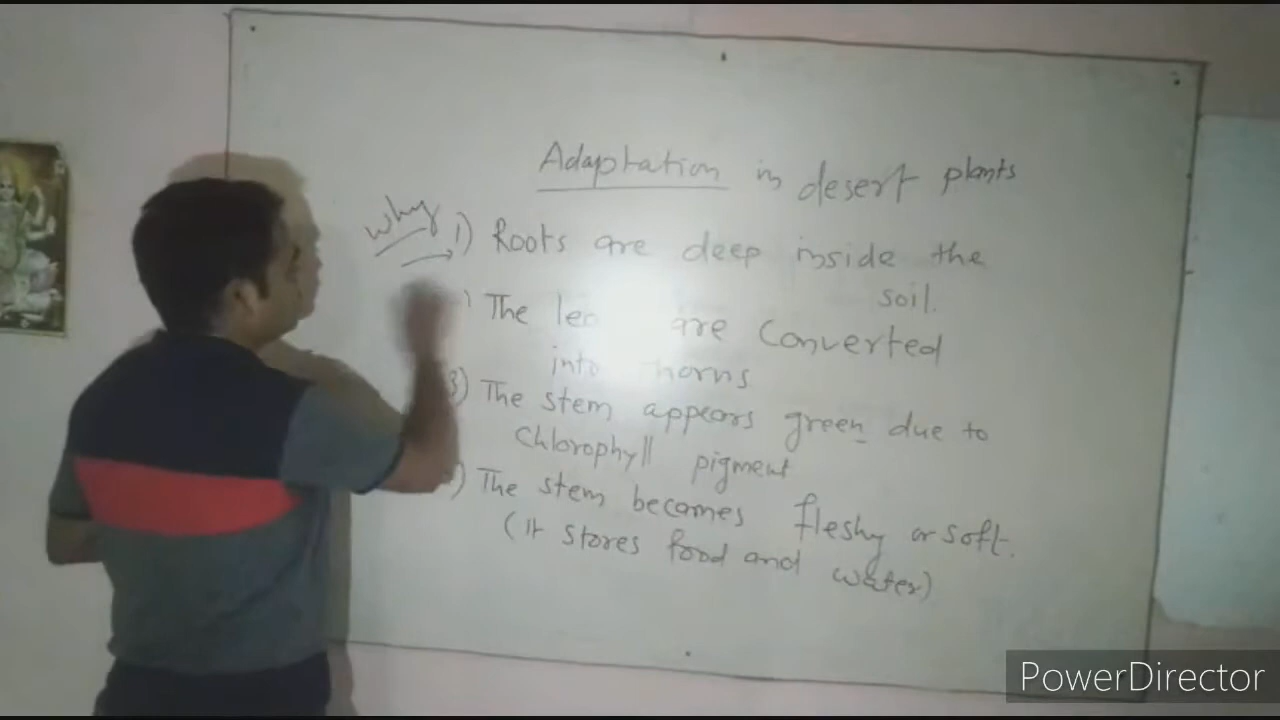 Adaptation in desert plants
Why 1) Roots are deep inside the
soil.
) The are converted
into
3) The stem appears green due to
chlorophyll pigment
) The stem becomes fleshy or soft.
(It stores food and water)
PowerDirector